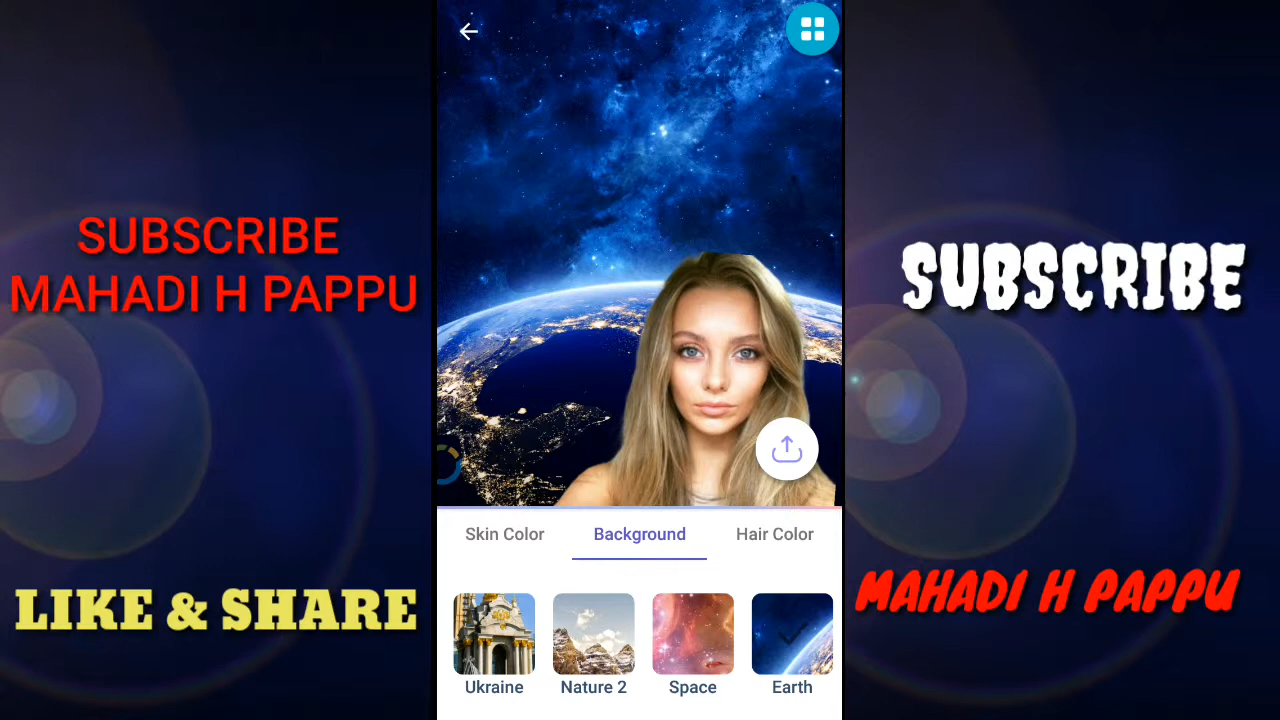 SUBSCRIBE
MAHADI H PAPPU
LIKE & SHARE
Skin Color
Background
Hair Color
Ukraine
Nature 2
Space
Earth
SUBSCRIBE
MAHADI H PAPPU